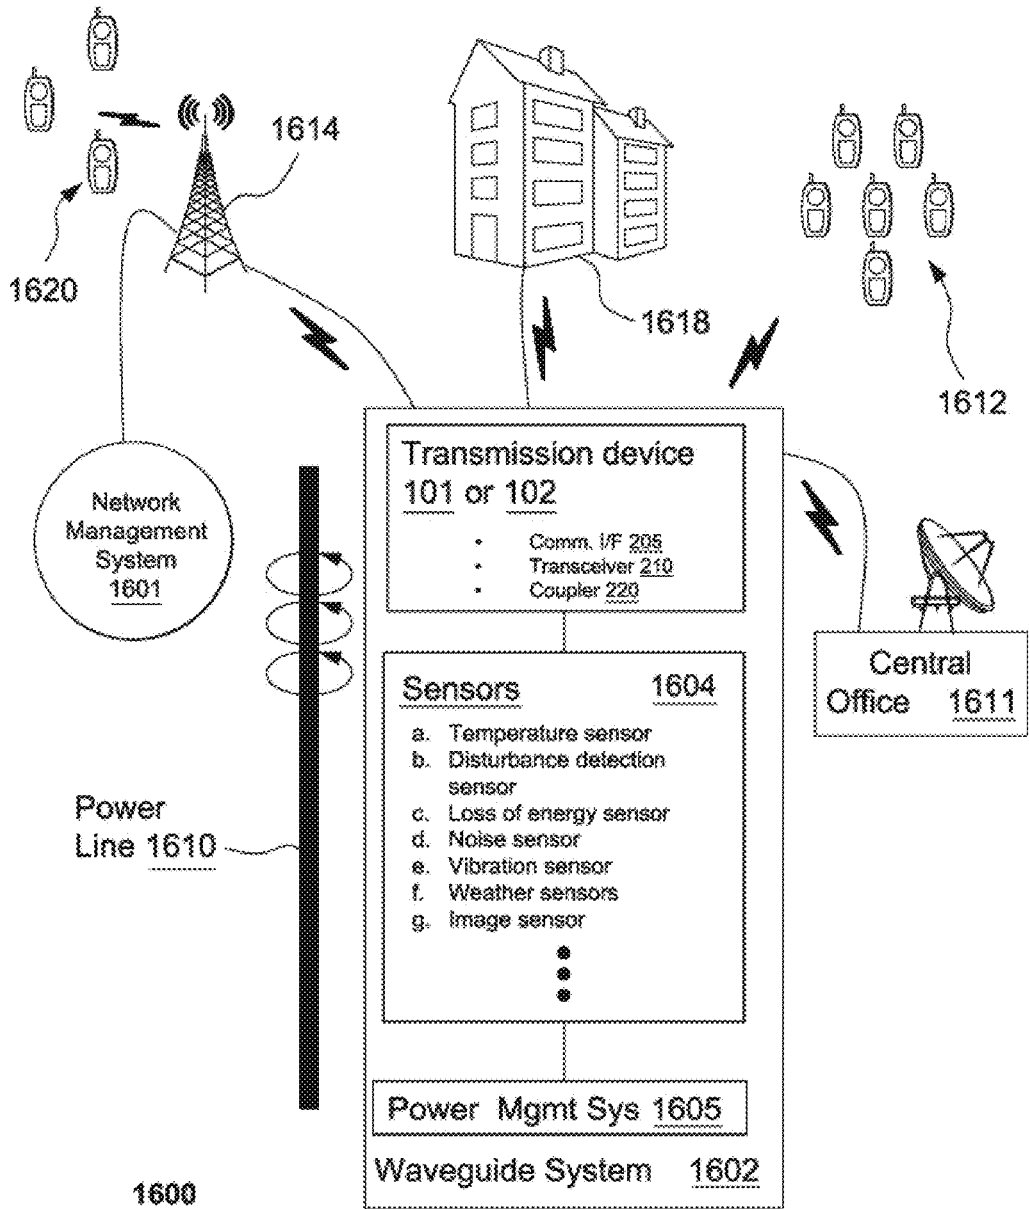 1614
1620
1618
1612
Transmission device
101 or 102
• Comm. I/F 205
• Transceiver 210
• Coupler 220
Network
Management
System
1601
Central
Office 1611
Sensors 1604
a. Temperature sensor
b. Disturbance detection
sensor
c. Loss of energy sensor
d. Noise sensor
e. Vibration sensor
f. Weather sensors
g. Image sensor
Power
Line 1610
Power Mgmt Sys 1605
Waveguide System 1602
1600